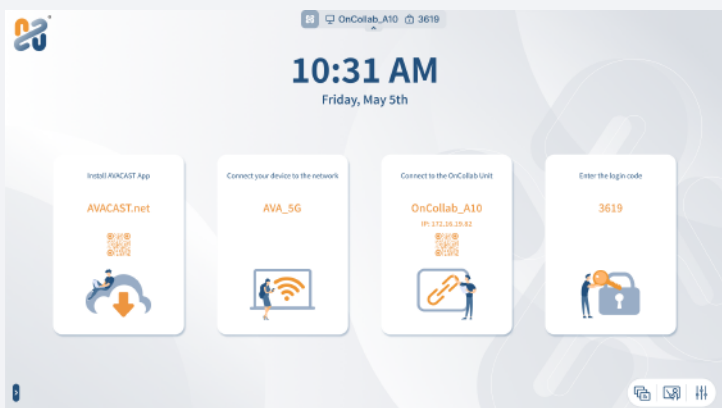 OnCollab_A10 3619
10:31 AM
Friday, May 5th
Install AVACAST App
AVACAST.net
Connect your device to the network
AVA_5G
Connect to the OnCollab Unit
OnCollab_A10
IP: 172.16.19.82
Enter the login code
3619